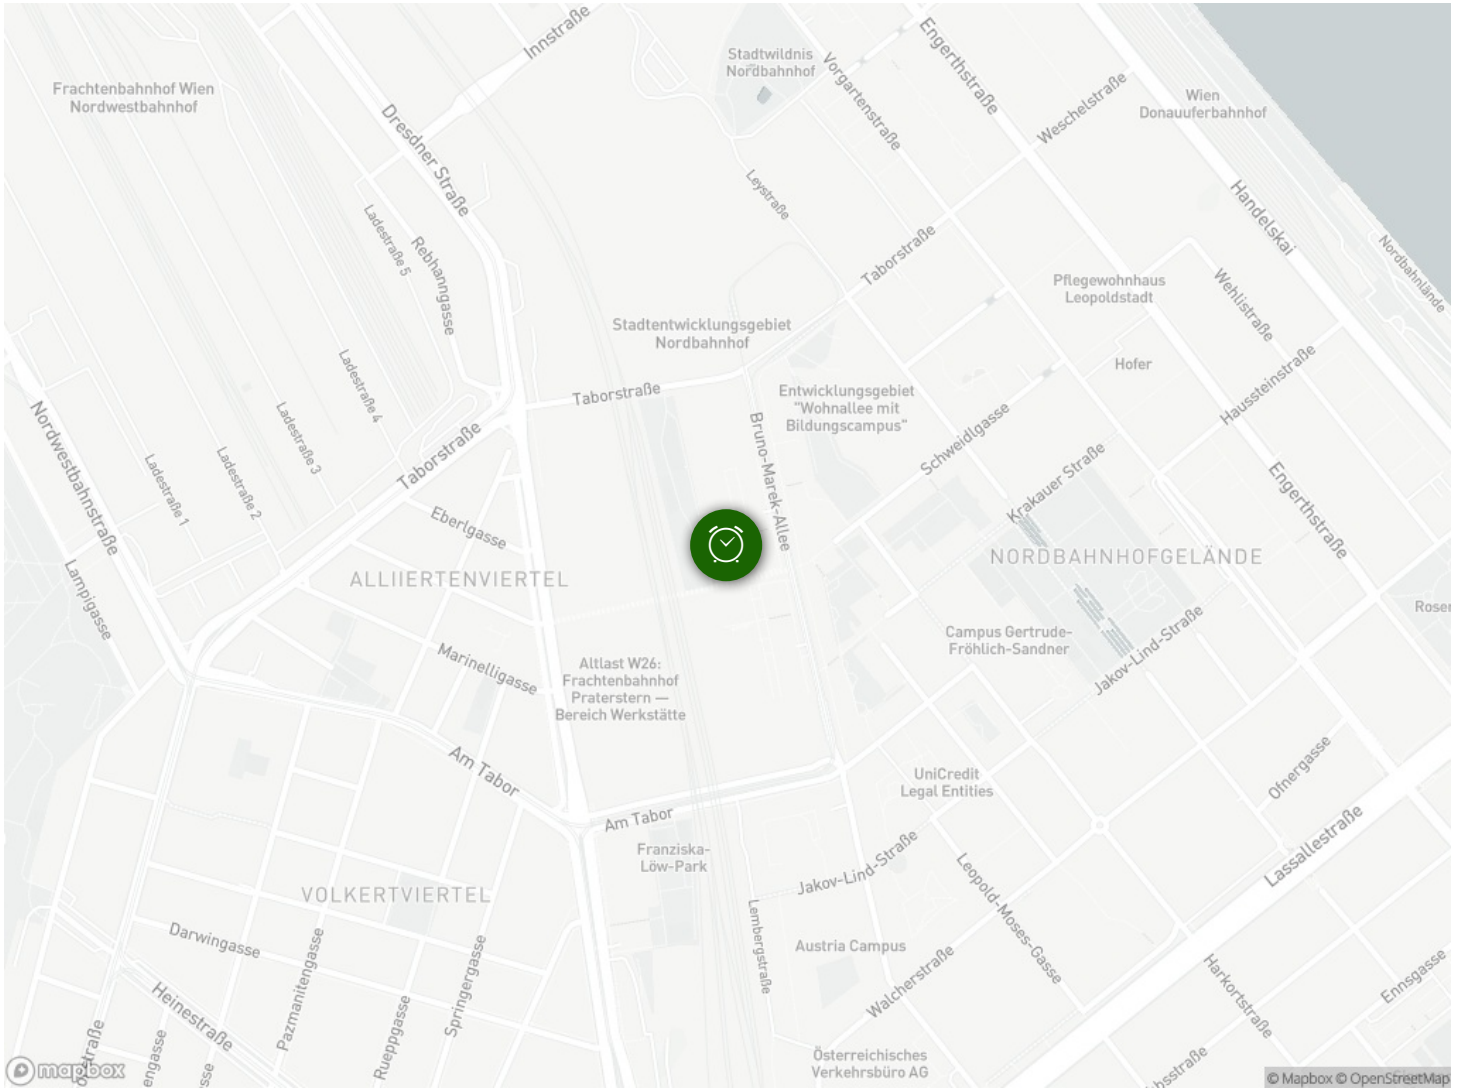 Innstraße
Stadtwildnis
Nordbahnhof
Engerthstraße
Vorgartenstraße
Frachtenbahnhof Wien
Nordwestbahnhof
Wien
Donauuferbahnhof
Weschelstraße
Dresdner Straße
Leystraße
Handelskai
Ladestraße 5
Rebhanngasse
Taborstraße
Nordbahnlände
Pflegewohnhaus
Leopoldstadt
Wehlistraße
Stadtentwicklungsgebiet
Nordbahnhof
Hofer
Ladestraße 4
Taborstraße
Entwicklungsgebiet
"Wohnallee mit
Bildungscampus"
Haussteinstraße
Nordwestbahnstraße
Ladestraße 3
Taborstraße
Bruno-Marek-Allee
Schweidlgasse
Ladestraße 1
Ladestraße 2
Krakauer Straße
Engerthstraße
Eberlgasse
NORDBAHNHOFGELÄNDE
ALLIIERTENVIERTEL
Lampigasse
Rosen
Campus Gertrude-
Fröhlich-Sandner
Jakov-Lind-Straße
Marinelligasse
Altlast W26:
Frachtenbahnhof
Praterstern —
Bereich Werkstätte
Am Tabor
UniCredit
Legal Entities
Ofnergasse
Am Tabor
Lassallestraße
Franziska-
Löw-Park
Jakov-Lind-Straße
VOLKERTVIERTEL
Leopold-Moses-Gasse
Darwingasse
Lembergstraße
Austria Campus
Pazmanitengasse
Springergasse
Walcherstraße
Harkortstraße
Ennsgasse
Heinestraße
Rueppgasse
Österreichisches
Verkehrsbüro AG
mapbox
© Mapbox © OpenStreetMap